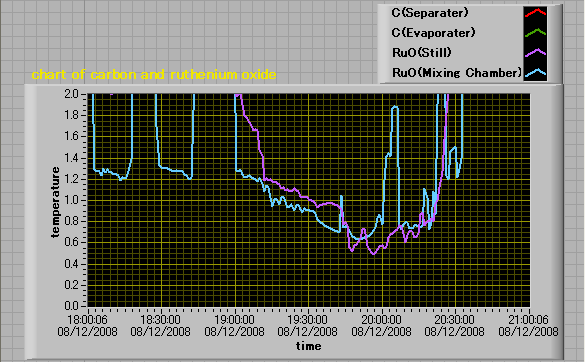 C(Separater)
C(Evaporater)
RuO(Still)
RuO(Mixing Chamber)
chart of carbon and ruthenium oxide
2.0
1.8
1.6
1.4
1.2
1.0
0.8
0.6
0.4
0.2
0.0
temperature
18:00:06 18:30:00 19:00:00 19:30:00 20:00:00 20:30:00 21:00:06
08/12/2008 08/12/2008 08/12/2008 08/12/2008 08/12/2008 08/12/2008 08/12/2008
time